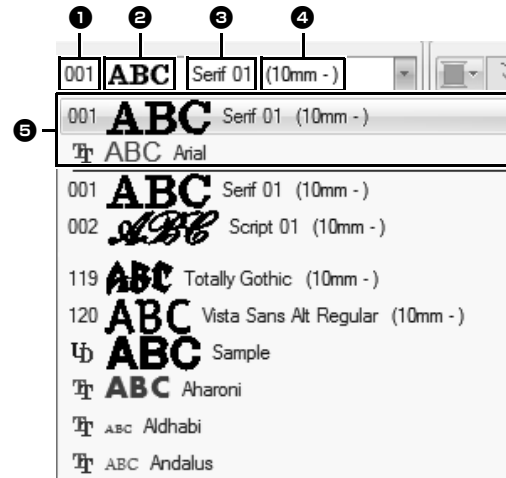 1 2 3 4
001 ABC Serif 01 (10mm - )
5
001 ABC Serif 01 (10mm - )
ABC Arial
001 ABC Serif 01 (10mm - )
002 ABC Script 01 (10mm - )
119 ABC Totally Gothic (10mm - )
120 ABC Vista Sans Alt Regular (10mm - )
ABC Sample
ABC Aharoni
ABC Aldhabi
ABC Andalus